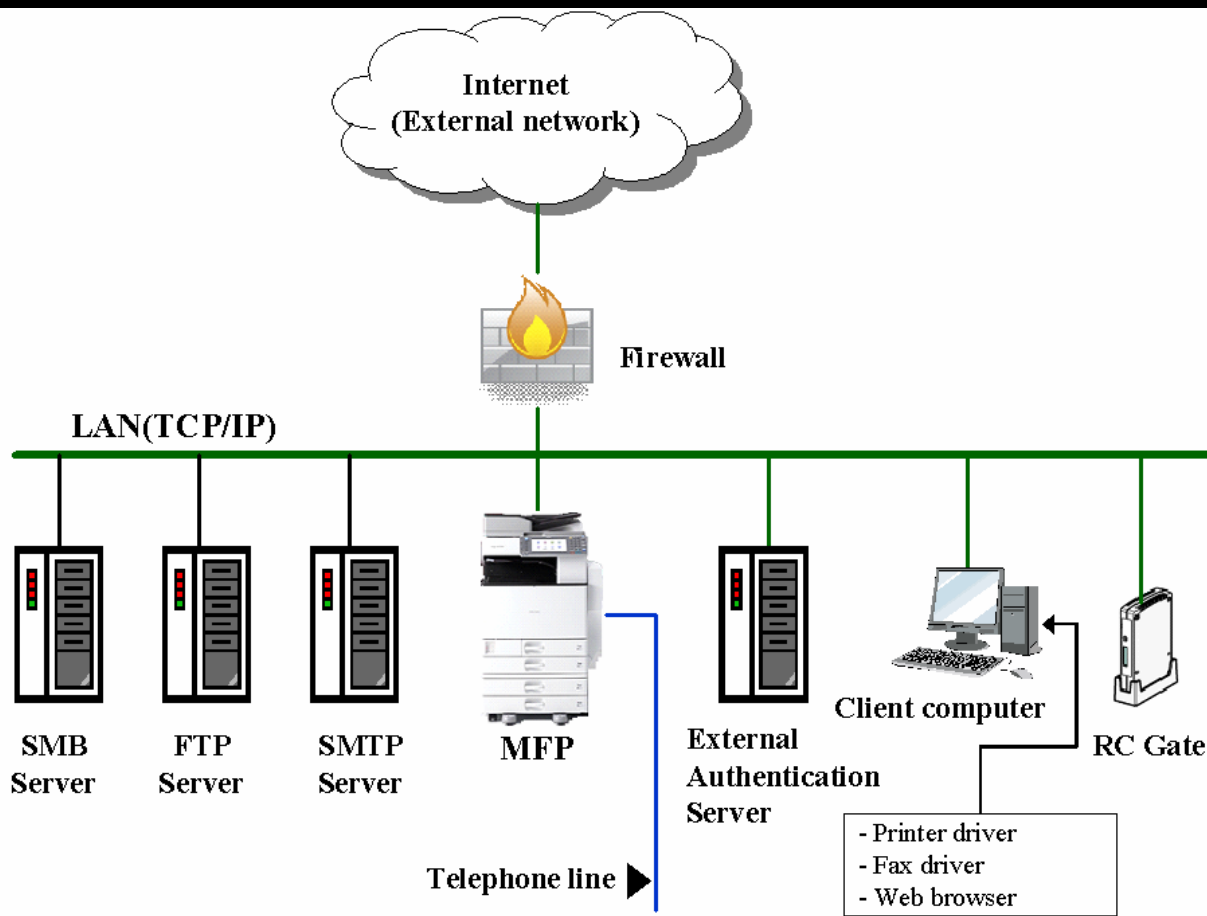 Internet
(External network)
Firewall
LAN(TCP/IP)
SMB
Server
FTP
Server
SMTP
Server
MFP
External
Authentication
Server
Client computer
RC Gate
- Printer driver
- Fax driver
- Web browser
Telephone line